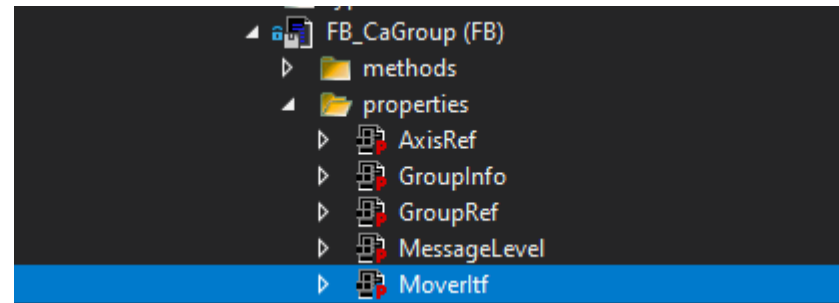 FB_CaGroup (FB)
methods
properties
AxisRef
GroupInfo
GroupRef
MessageLevel
MoverItf